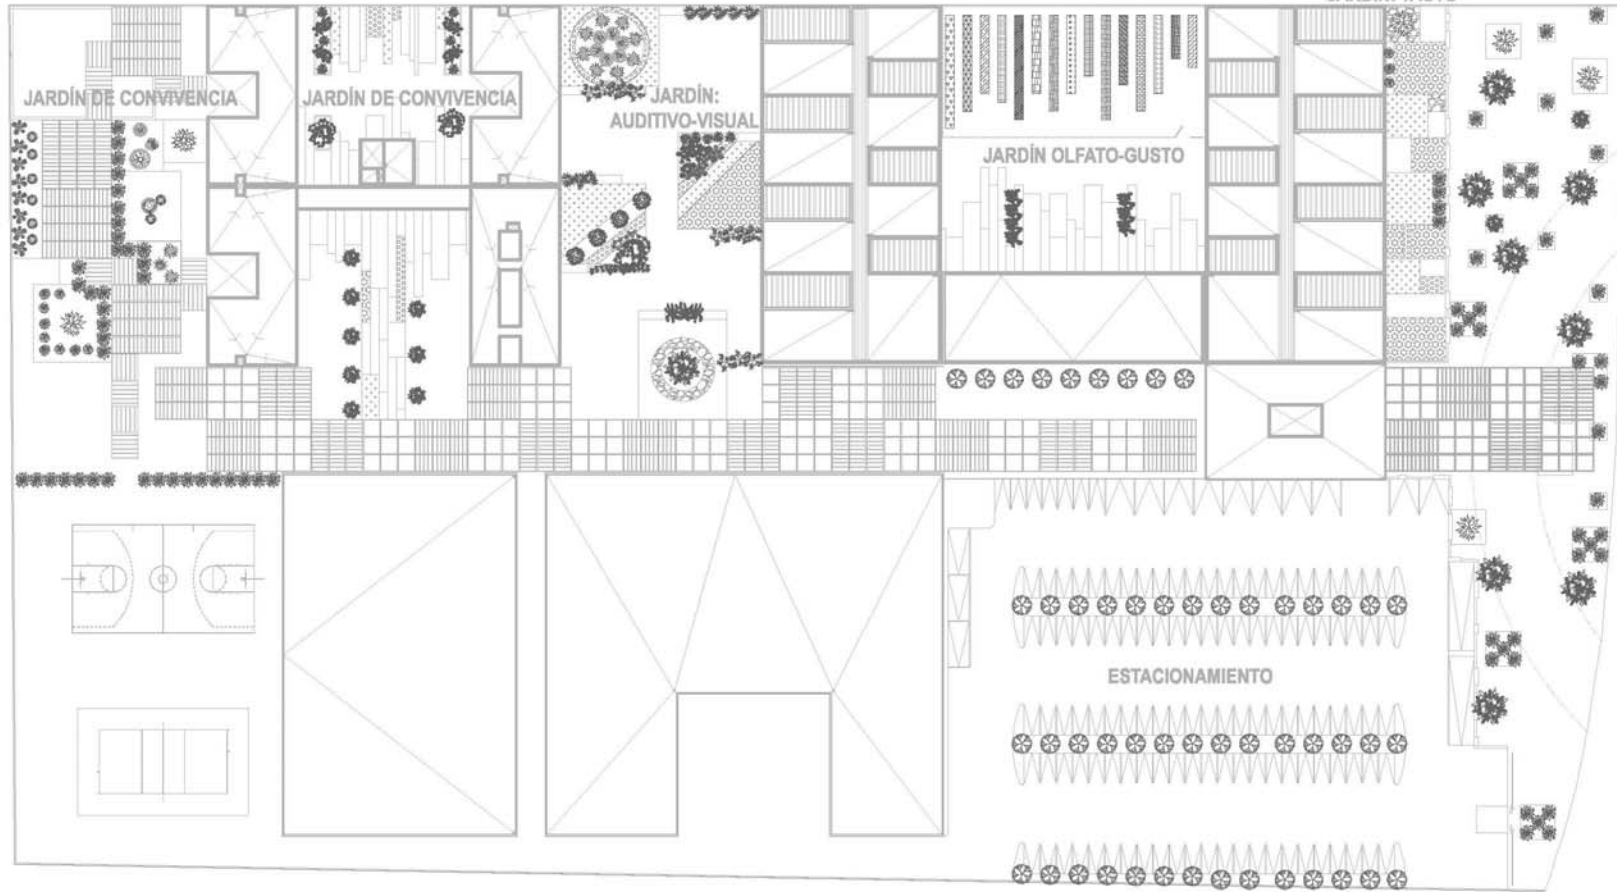 JARDÍN DE CONVIVENCIA
JARDÍN DE CONVIVENCIA
JARDÍN:
AUDITIVO-VISUAL
JARDÍN OLFATO-GUSTO
ESTACIONAMIENTO